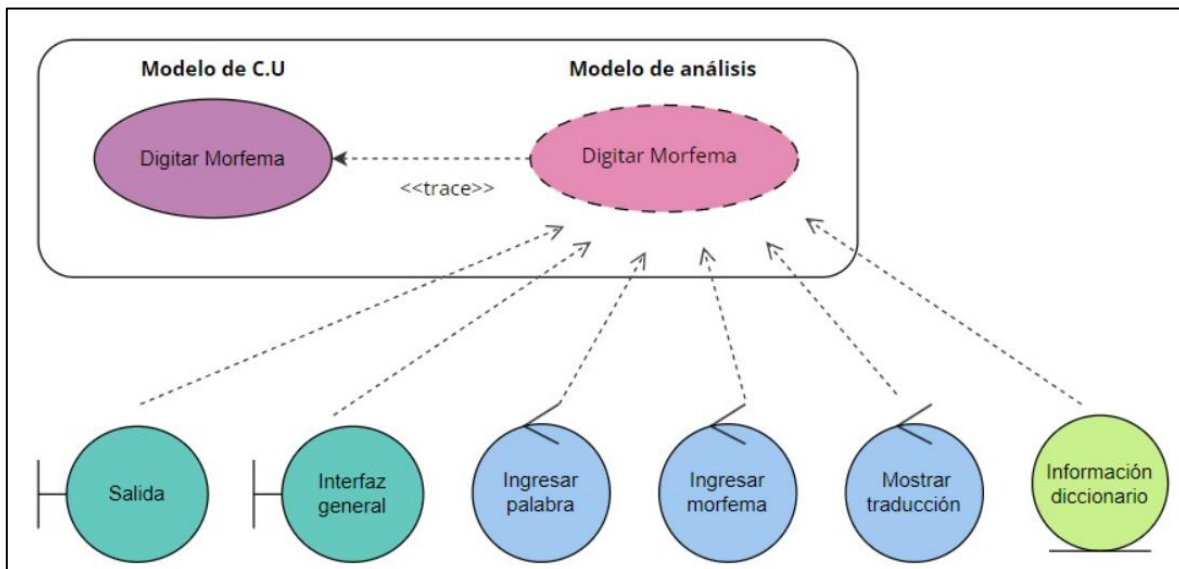 Modelo de C.U
Modelo de análisis
Digitar Morfema
Digitar Morfema
<<trace>>
Salida
Interfaz
general
Ingresar
palabra
Ingresar
morfema
Mostrar
traducción
Información
diccionario